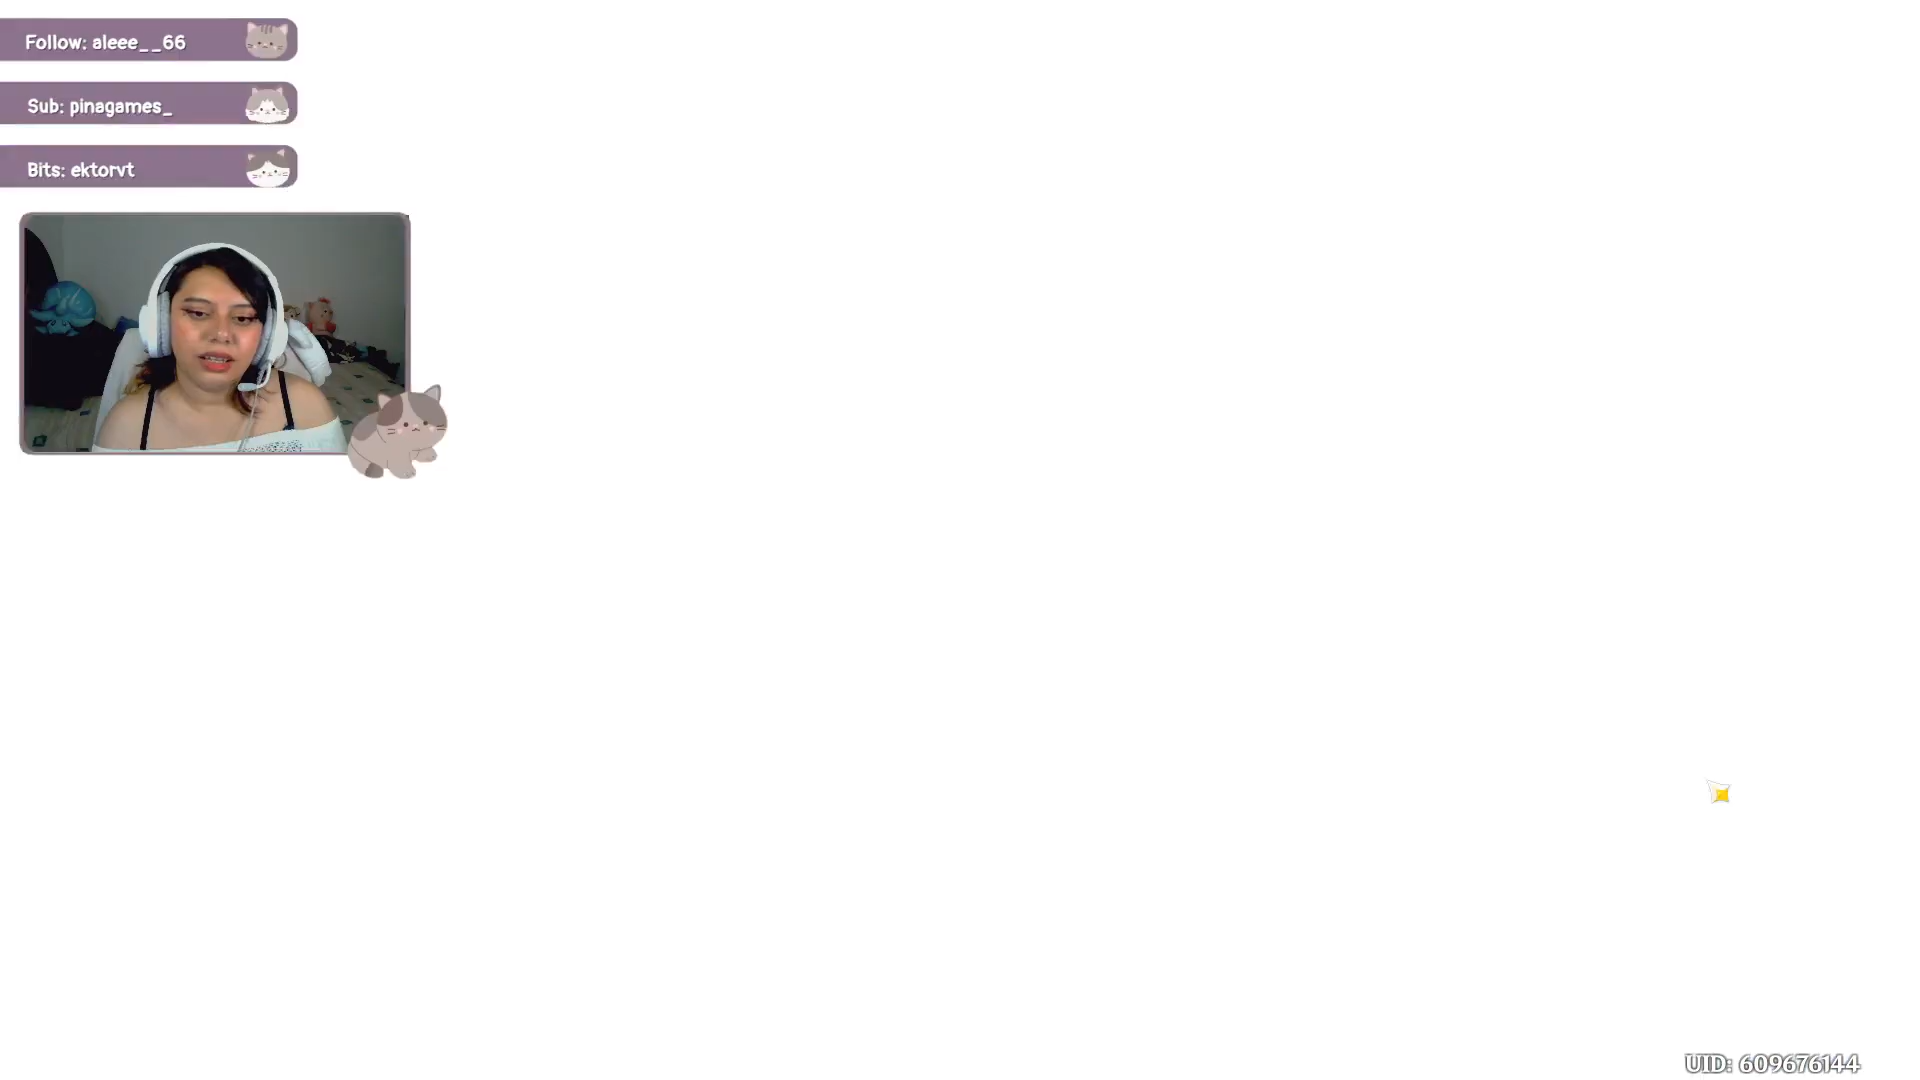 Follow: aleee__66
Sub: pinagames_
Bits: ektorvt
UID: 609676144